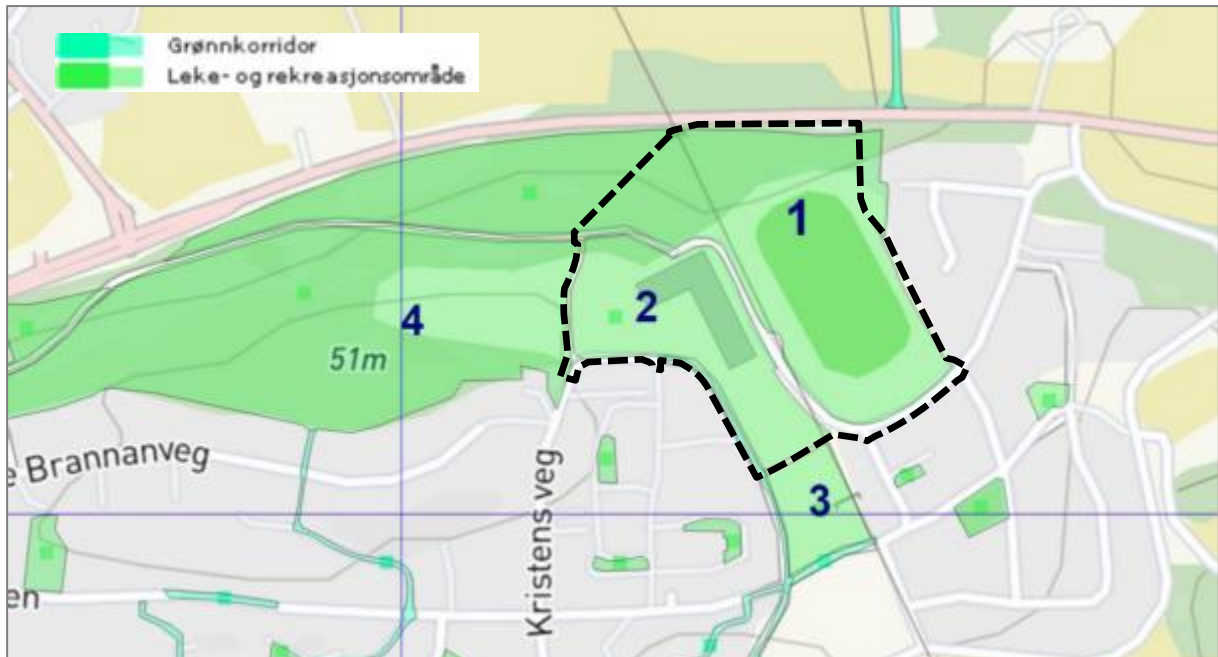 Grønnkorridor
Leke- og rekreasjonsområde
1
2
4
51m
e Brannanveg
Kristens veg
3
en